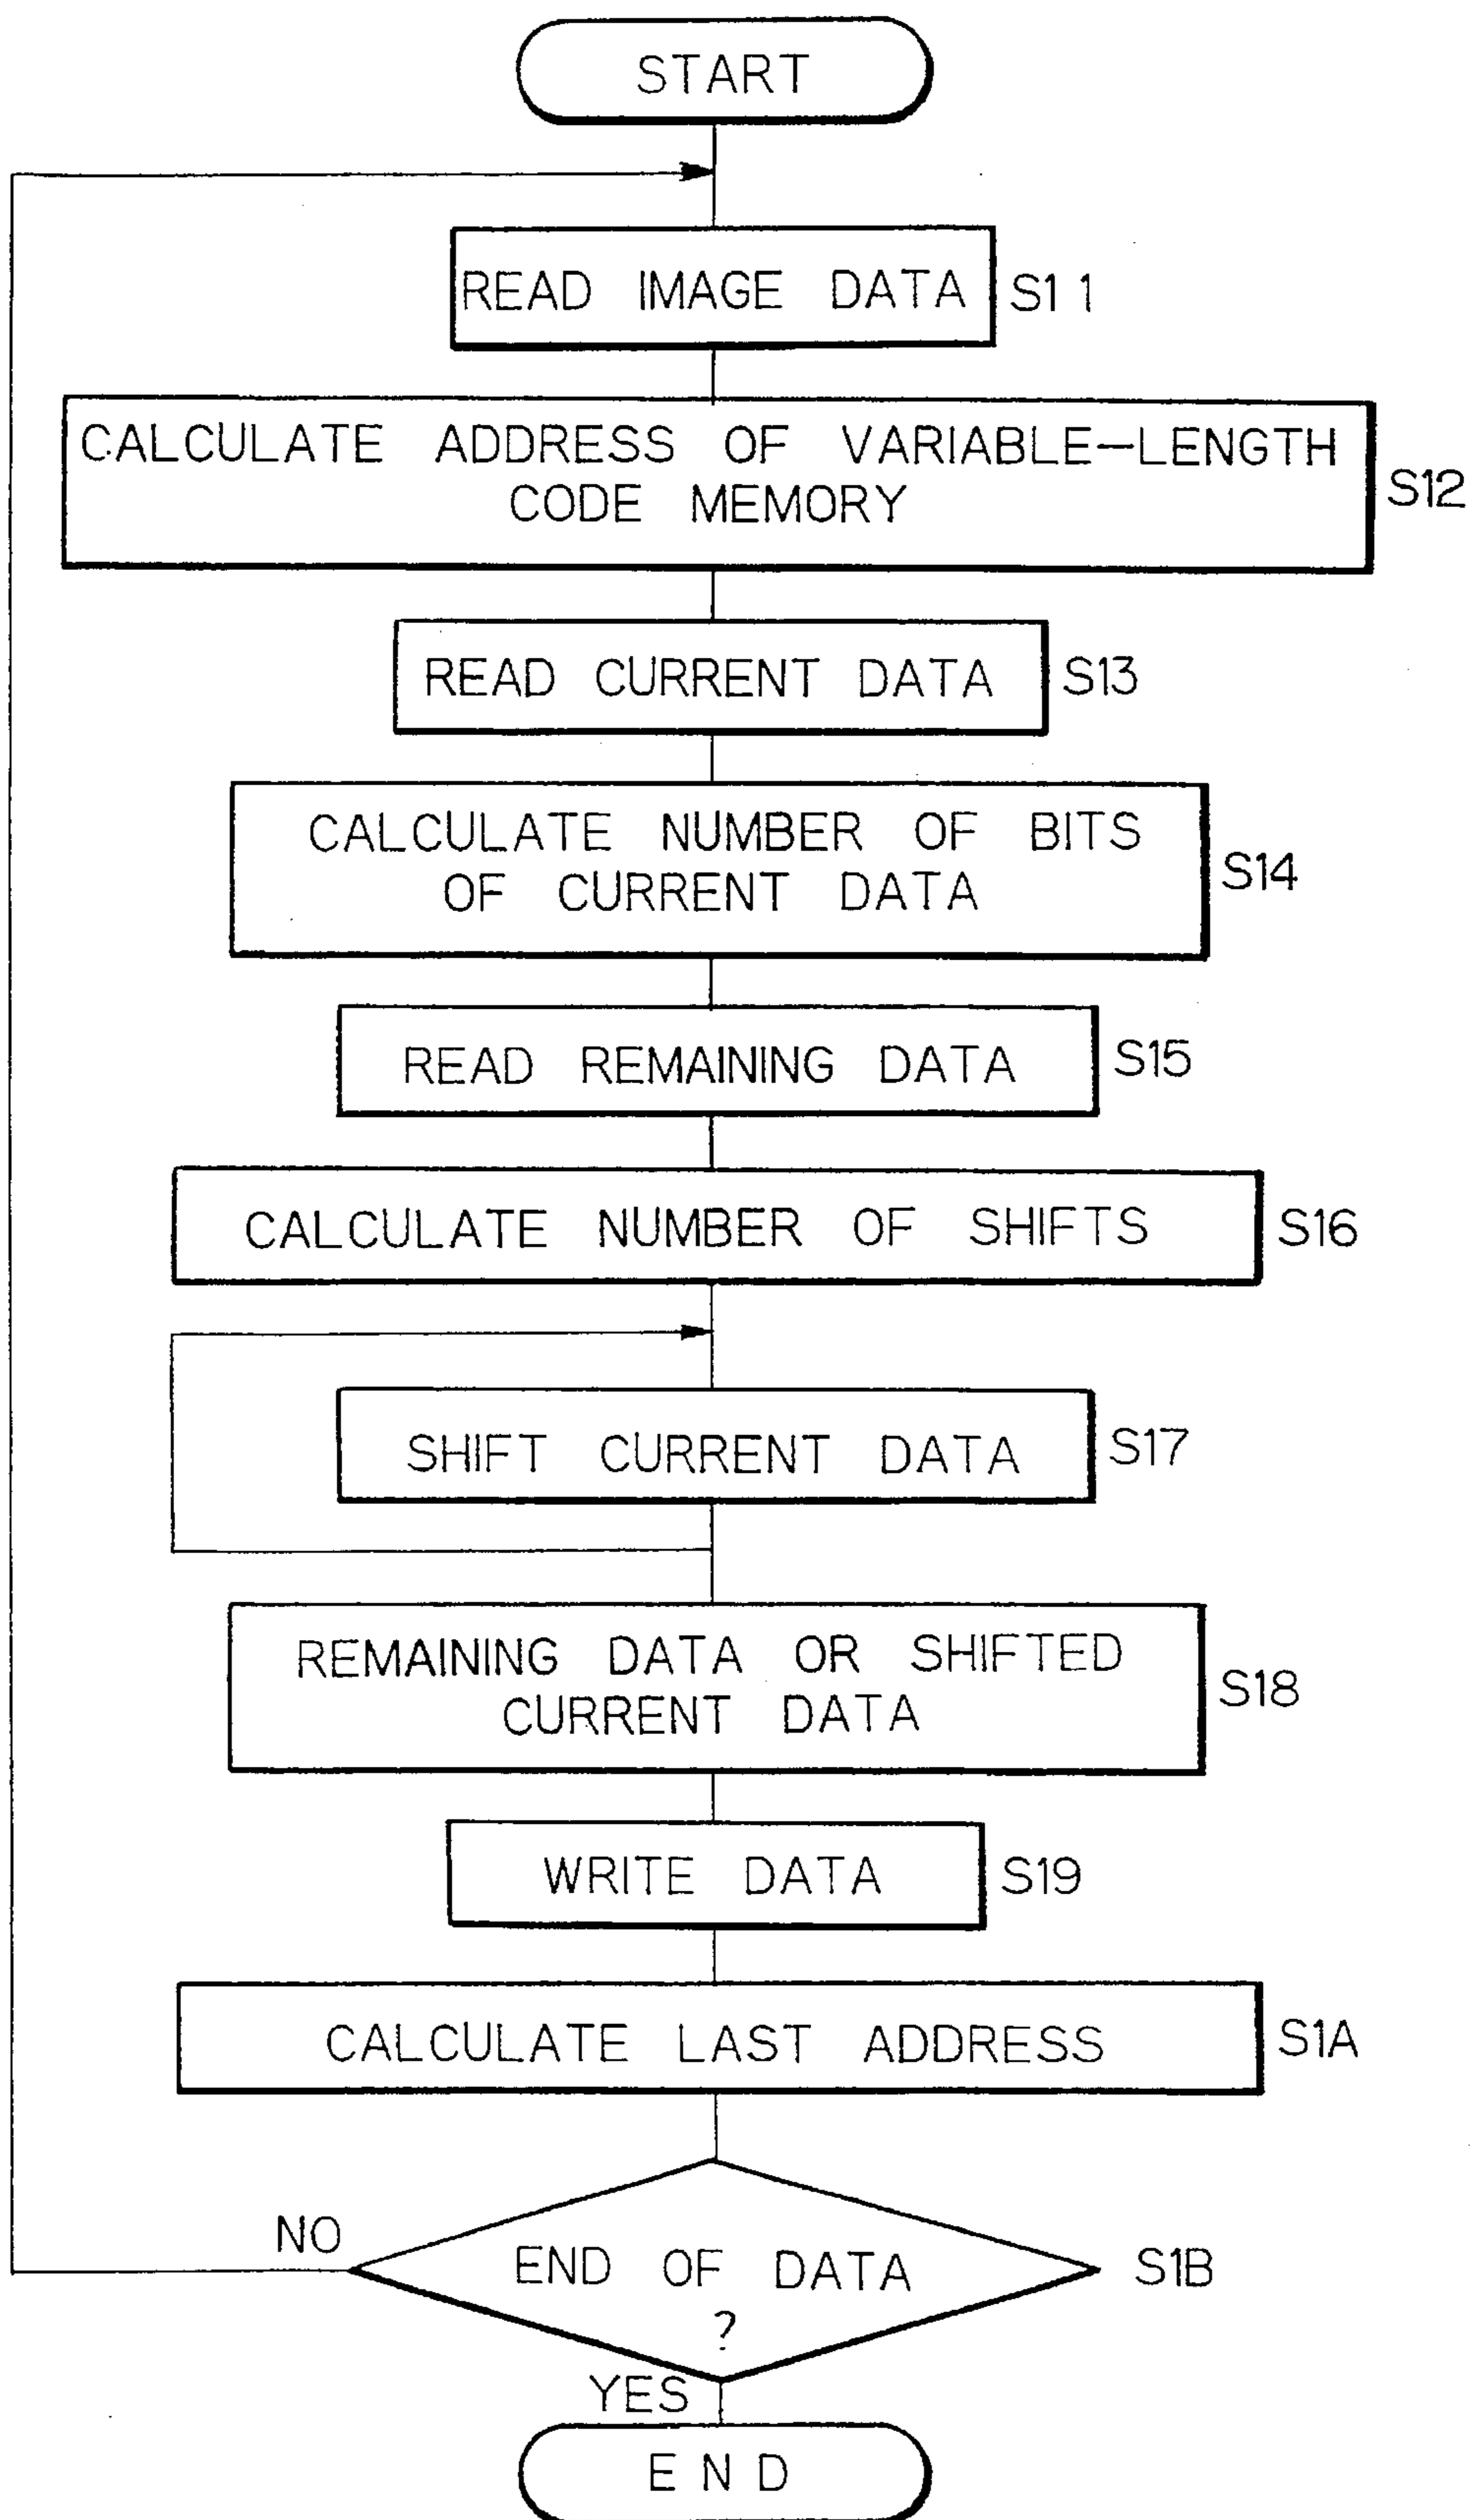 START
READ IMAGE DATA S11
CALCULATE ADDRESS OF VARIABLE-LENGTH
CODE MEMORY
S12
READ CURRENT DATA S13
CALCULATE NUMBER OF BITS
OF CURRENT DATA
S14
READ REMAINING DATA S15
CALCULATE NUMBER OF SHIFTS S16
SHIFT CURRENT DATA S17
REMAINING DATA OR SHIFTED
CURRENT DATA
S18
WRITE DATA S19
CALCULATE LAST ADDRESS S1A
NO
END OF DATA
?
S1B
YES
END